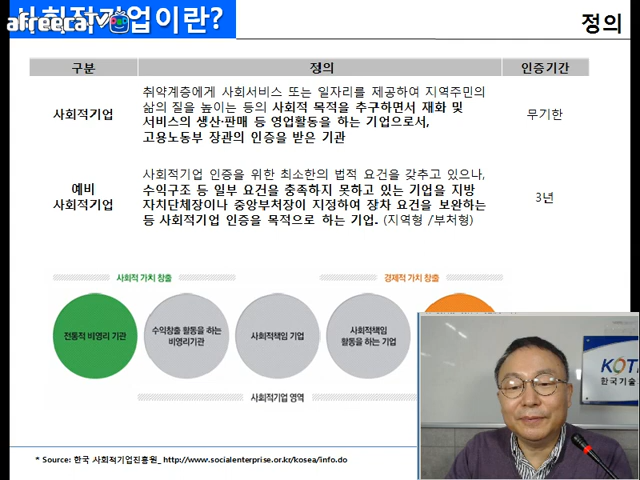 사회적기업이란?
afreecaTV
정의
구분 정의 인증기간
사회적기업
취약계층에게 사회서비스 또는 일자리를 제공하여 지역주민의
삶의 질을 높이는 등의 사회적 목적을 추구하면서 재화 및
서비스의 생산·판매 등 영업활동을 하는 기업으로서,
고용노동부 장관의 인증을 받은 기관
무기한
예비
사회적기업
사회적기업 인증을 위한 최소한의 법적 요건을 갖추고 있으나,
수익구조 등 일부 요건을 충족하지 못하고 있는 기업을 지방
자치단체장이나 중앙부처장이 지정하여 장차 요건을 보완하는
등 사회적기업 인증을 목적으로 하는 기업. (지역형 /부처형)
3년
사회적 가치 창출 경제적 가치 창출
전통적 비영리 기관
수익창출 활동을 하는
비영리기관
사회적책임 기업
사회적책임
활동을 하는 기업
사회적기업 영역
한국기술
* Source: 한국 사회적기업진흥원_ http://www.socialenterprise.or.kr/kosea/info.do